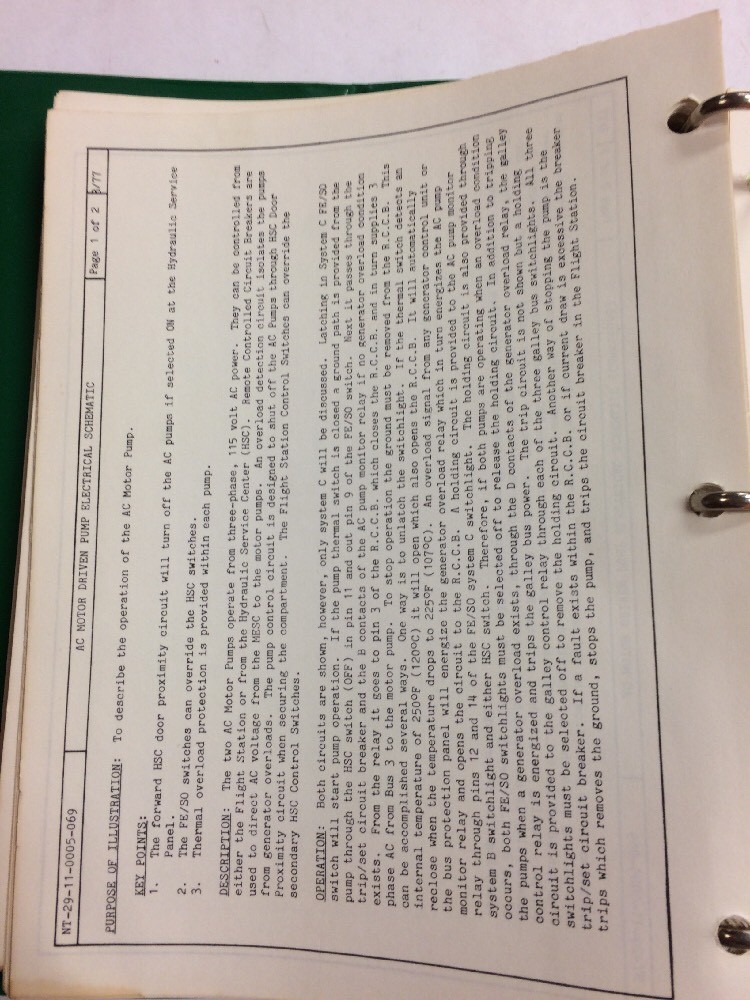 NT-29-11-0005-069
AC MOTOR DRIVEN PUMP ELECTRICAL SCHEMATIC
Page 1 of 2
8/77
PURPOSE OF ILLUSTRATION: To describe the operation of the AC Motor Pump.
KEY POINTS:
1. The forward HSC door proximity circuit will turn off the AC pumps if selected ON at the Hydraulic Service
Panel.
2. The FE/SO switches can override the HSC switches.
3. Thermal overload protection is provided within each pump.
DESCRIPTION: The two AC Motor Pumps operate from three-phase, 115 volt AC power. They can be controlled from
either the Flight Station or from the Hydraulic Service Center (HSC). Remote Controlled Circuit Breakers are
used to direct AC voltage from the MESC to the motor pumps. An overload detection circuit isolates the pumps
from generator overloads. The pump control circuit is designed to shut off the AC Pumps through HSC Door
Proximity circuit when securing the compartment. The Flight Station Control Switches can override the
secondary HSC Control Switches.
OPERATION: Both circuits are shown, however, only system C will be discussed. Latching in System C FE/SO
switch will start pump operation. If the pump thermal switch is closed a ground path is provided from the
pump through the HSC switch (OFF) in pin 11 and out pin 9 of the FE/SO switch. Next it passes through the
trip/set circuit breaker and the B contacts of the AC pump monitor relay if no generator overload condition
exists. From the relay it goes to pin 3 of the R.C.C.B. which closes the R.C.C.B. and in turn supplies 3
phase AC from Bus 3 to the motor pump. To stop operation the ground must be removed from the R.C.B. This
can be accomplished several ways. One way is to unlatch the switchlight. If the thermal switch detects an
internal temperature of 250°F (120°C) it will open which also opens the R.C.C.B. It will automatically
reclose when the temperature drops to 225°F (107°C). An overload signal from any generator control unit or
the bus protection panel will energize the generator overload relay which in turn energizes the AC pump
monitor relay and opens the circuit to the R.C.C.B. A holding circuit is provided to the AC pump monitor
relay through pins 12 and 14 of the FE/SO system C switchlight. The holding circuit is also provided through
system B switchlight and either HSC switch. Therefore, if both pumps are operating when an overload condition
occurs, both FE/SO switchlights must be selected off to release the holding circuit. In addition to tripping
the pumps when a generator overload exists, through the D contacts of the generator overload relay, the galley
control relay is energized and trips the galley bus power. The trip circuit is not shown but a holding
circuit is provided to the galley control relay through each of the three galley bus switchlights. All three
switchlights must be selected off to remove the holding circuit. Another way of stopping the pump is the
trip/set circuit breaker. If a fault exists within the R.C.C.B. or if current draw is excessive the breaker
trips which removes the ground, stops the pump, and trips the circuit breaker in the Flight Station.